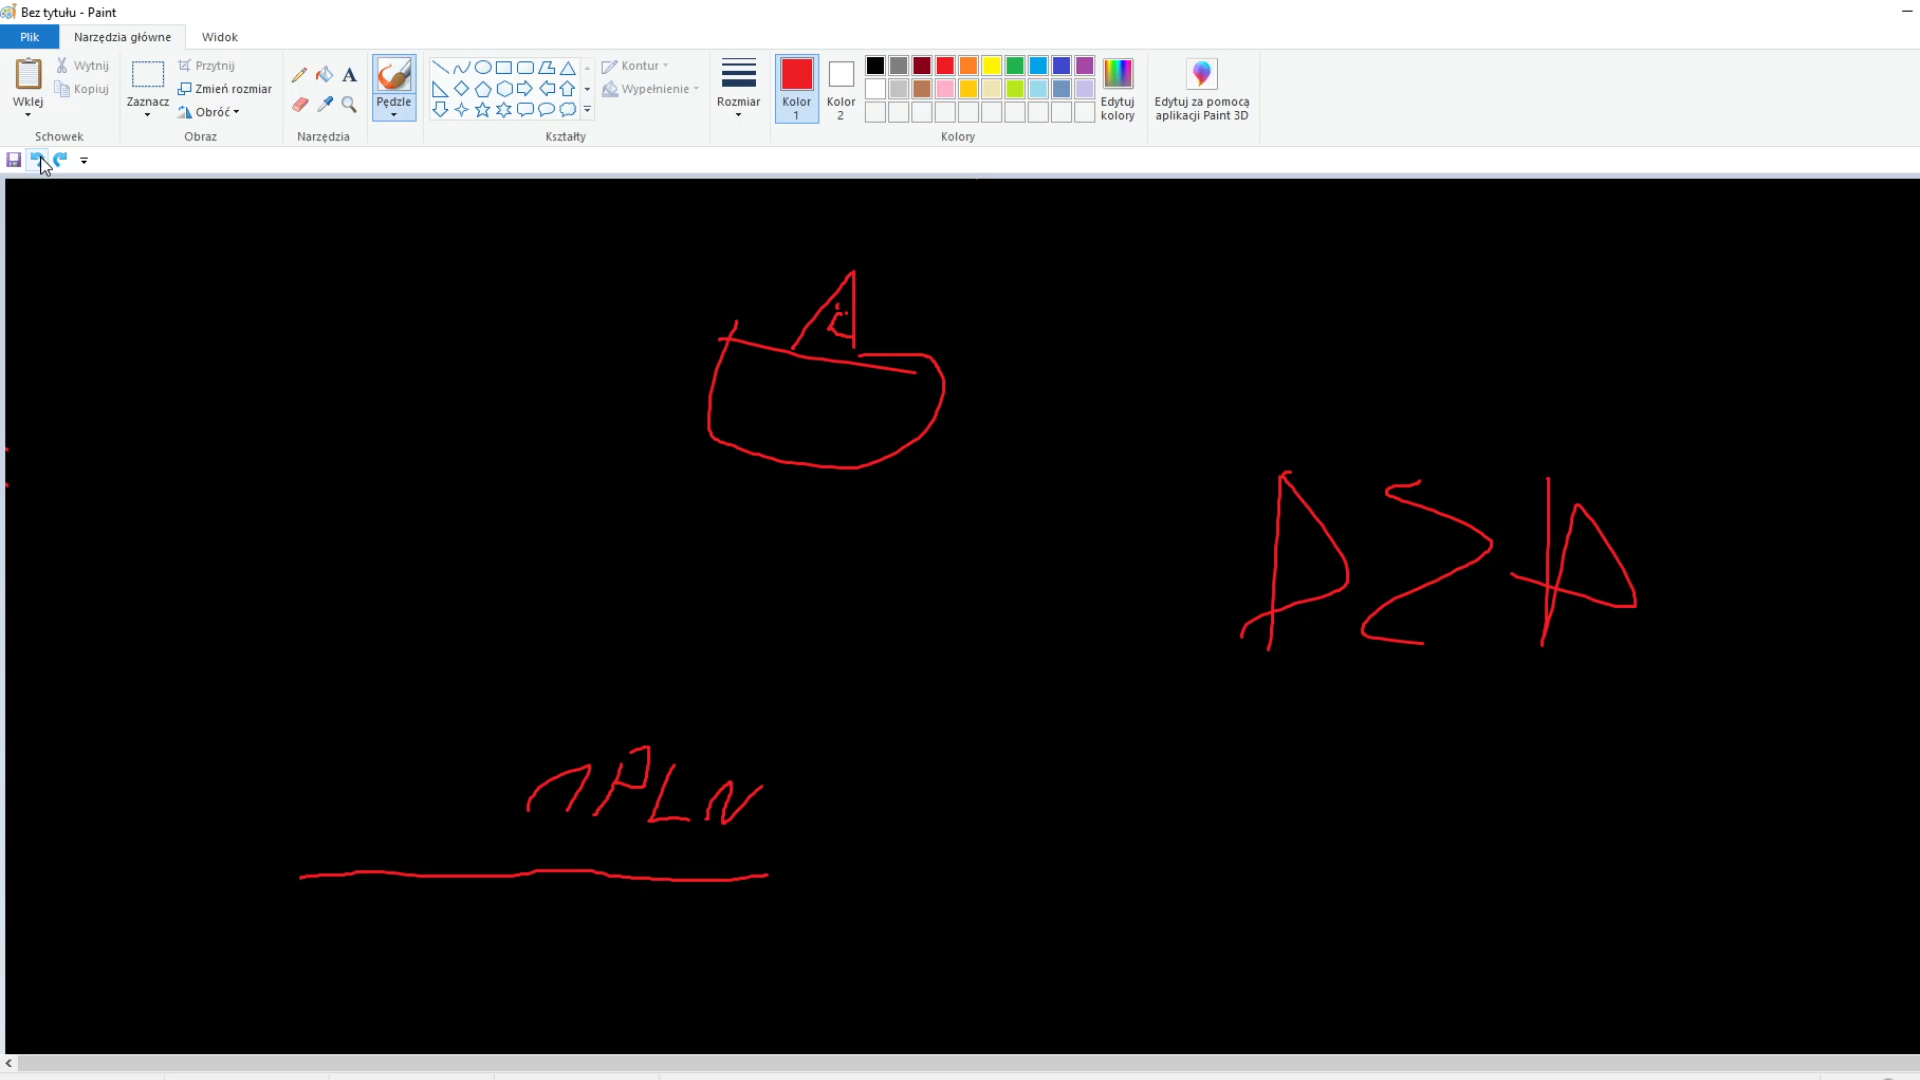 Bez tytułu - Paint
Plik Narzędzia główne Widok
Wklej
Wytnij
Kopiuj
Schowek
Zaznacz
Przytnij
Zmień rozmiar
Obróć
Obraz
A
Narzędzia
Pędzle
Kontur
Wypełnienie
Kształty
Rozmiar
Kolor 1
Kolor 2
Edytuj kolory
Kolory
Edytuj za pomocą aplikacji Paint 3D
D > D